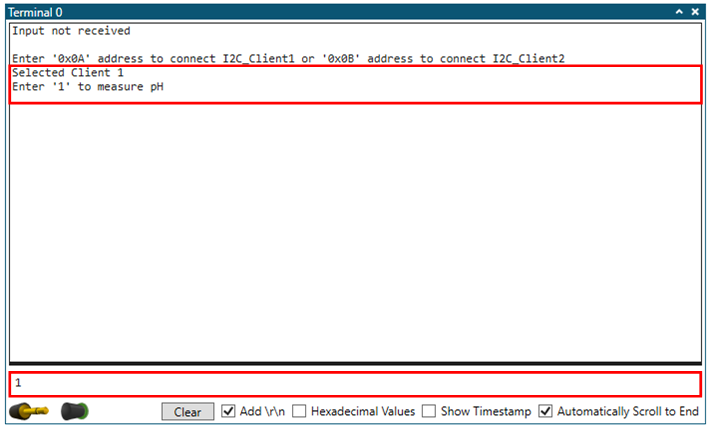 Terminal 0
Input not received
Enter '0x0A' address to connect I2C_Client1 or '0x0B' address to connect I2C_Client2
Selected Client 1
Enter '1' to measure pH
1
Clear Add \r\n Hexadecimal Values Show Timestamp Automatically Scroll to End